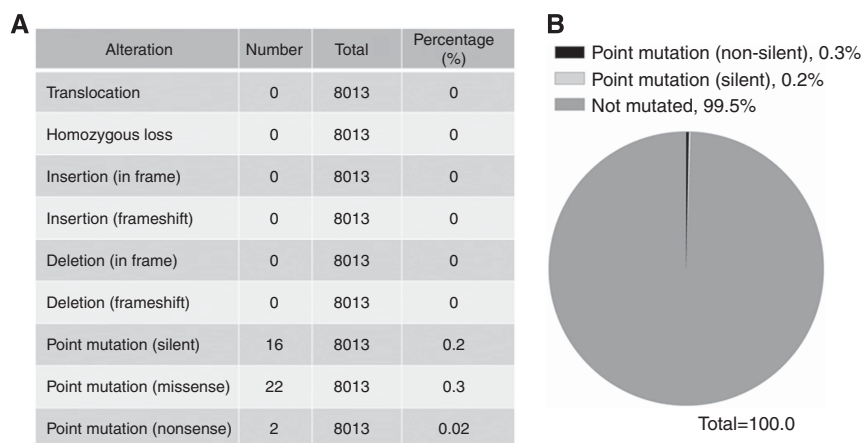 A
Alteration Number Total Percentage (%)
Translocation 0 8013 0
Homozygous loss 0 8013 0
Insertion (in frame) 0 8013 0
Insertion (frameshift) 0 8013 0
Deletion (in frame) 0 8013 0
Deletion (frameshift) 0 8013 0
Point mutation (silent) 16 8013 0.2
Point mutation (missense) 22 8013 0.3
Point mutation (nonsense) 2 8013 0.02
B
Point mutation (non-silent), 0.3%
Point mutation (silent), 0.2%
Not mutated, 99.5%
Total=100.0